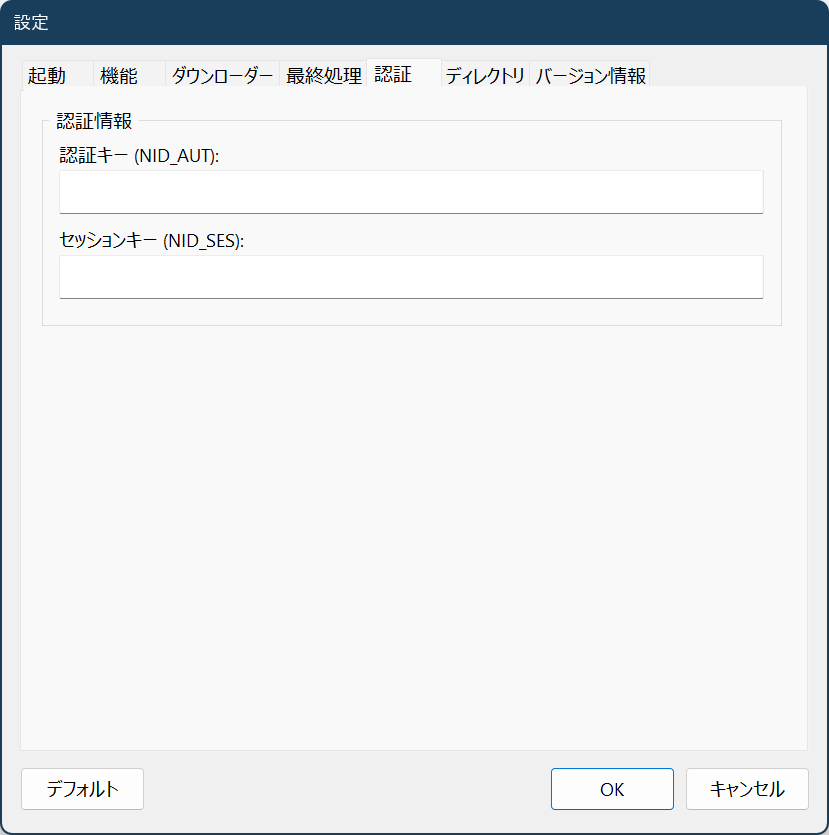 設定
起動 機能 ダウンローダー 最終処理 認証 ディレクトリ バージョン情報
認証情報
認証キー (NID_AUT):
セッションキー (NID_SES):
デフォルト OK キャンセル